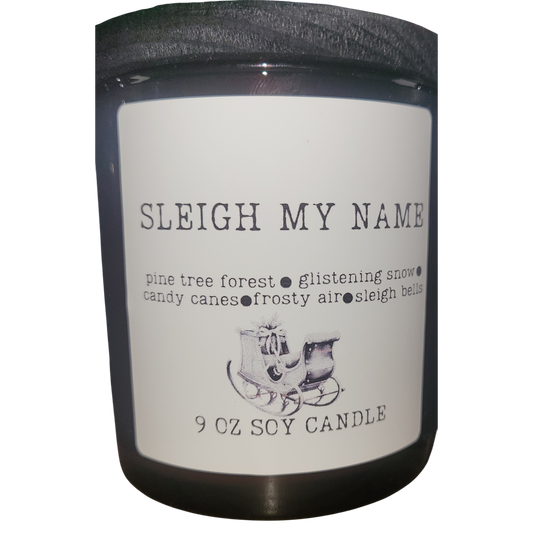 SLEIGH MY NAME
pine tree forest ● glistening snow●
candy canes●frosty air●sleigh bells
9 OZ SOY CANDLE